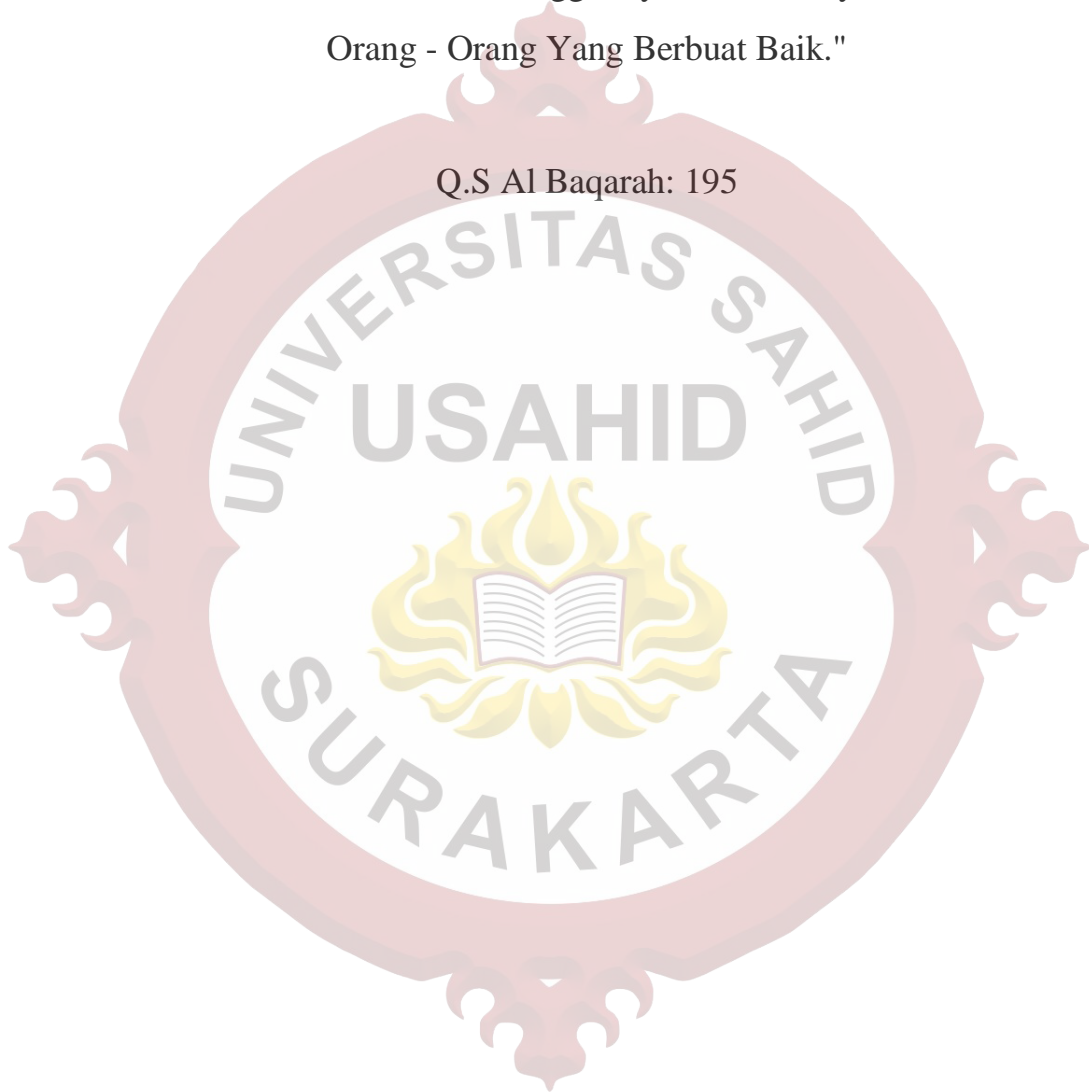 Orang - Orang Yang Berbuat Baik."
Q.S Al Baqarah: 195
UNIVERSITAS SAHID
USAHID
SURAKARTA